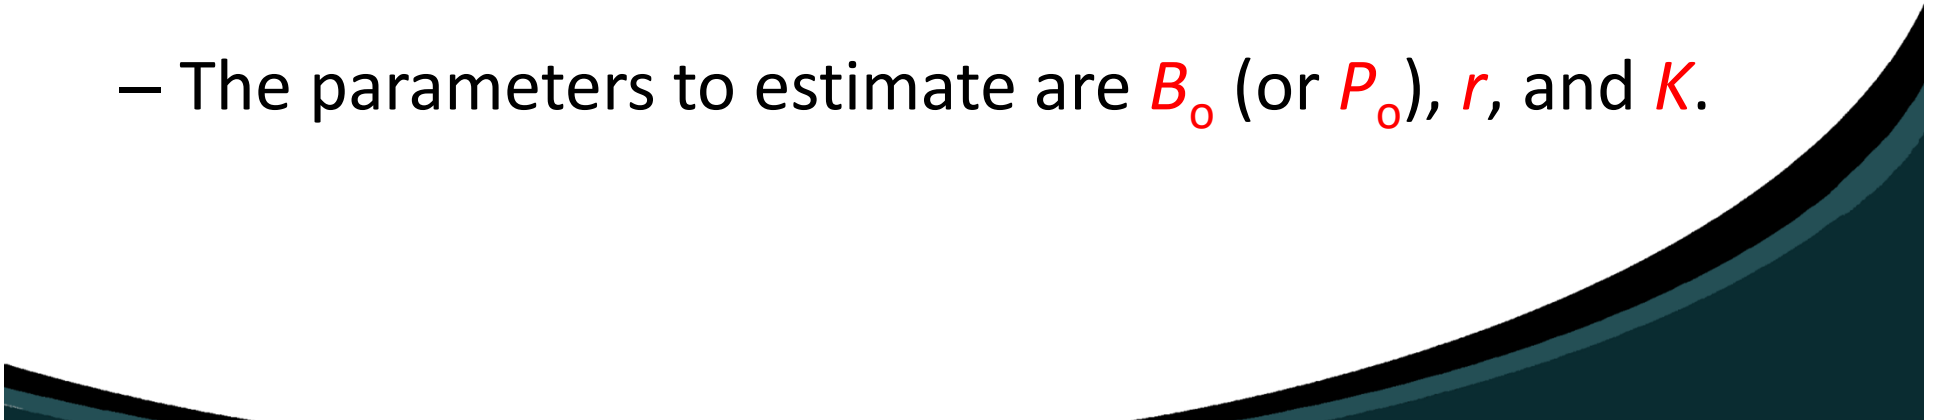 – The parameters to estimate are Bo (or Po), r, and K.